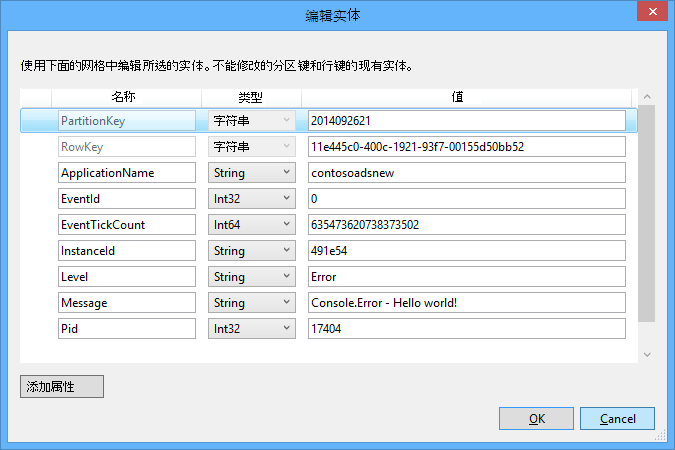 编辑实体
使用下面的网格中编辑所选的实体。不能修改的分区键和行键的现有实体。
名称 类型 值
PartitionKey 字符串 2014092621
RowKey 字符串 11e445c0-400c-1921-93f7-00155d50bb52
ApplicationName String contosoadsnew
EventId Int32 0
EventTickCount Int64 635473620738373502
InstanceId String 491e54
Level String Error
Message String Console.Error - Hello world!
Pid Int32 17404
添加属性
OK Cancel